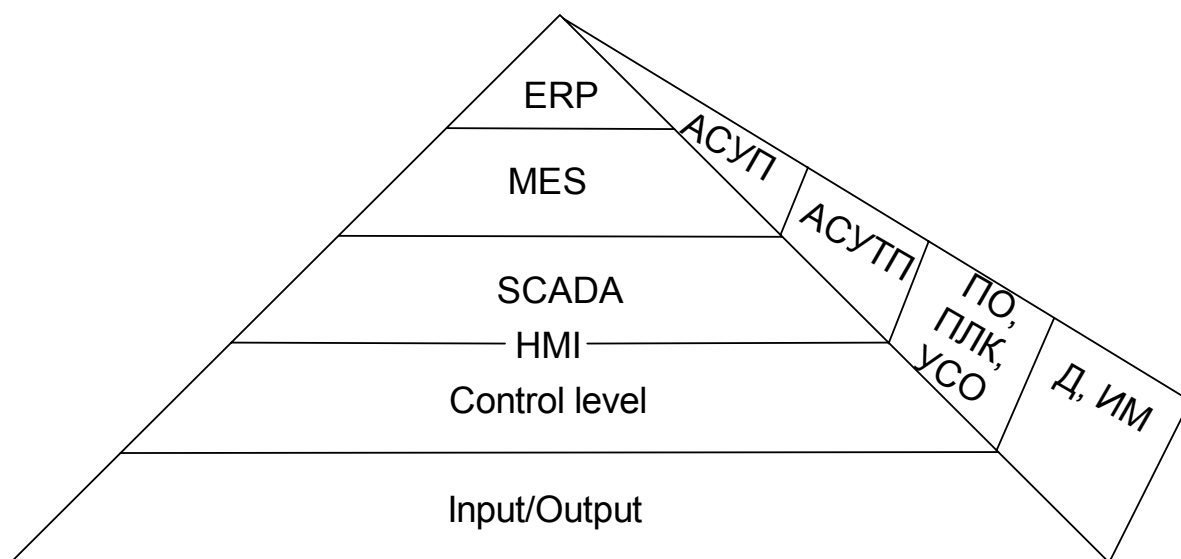 ERP
MES
SCADA
HMI
Control level
Input/Output
АСУП
АСУТП
ПО,
ПЛК,
УСО
Д, ИМ